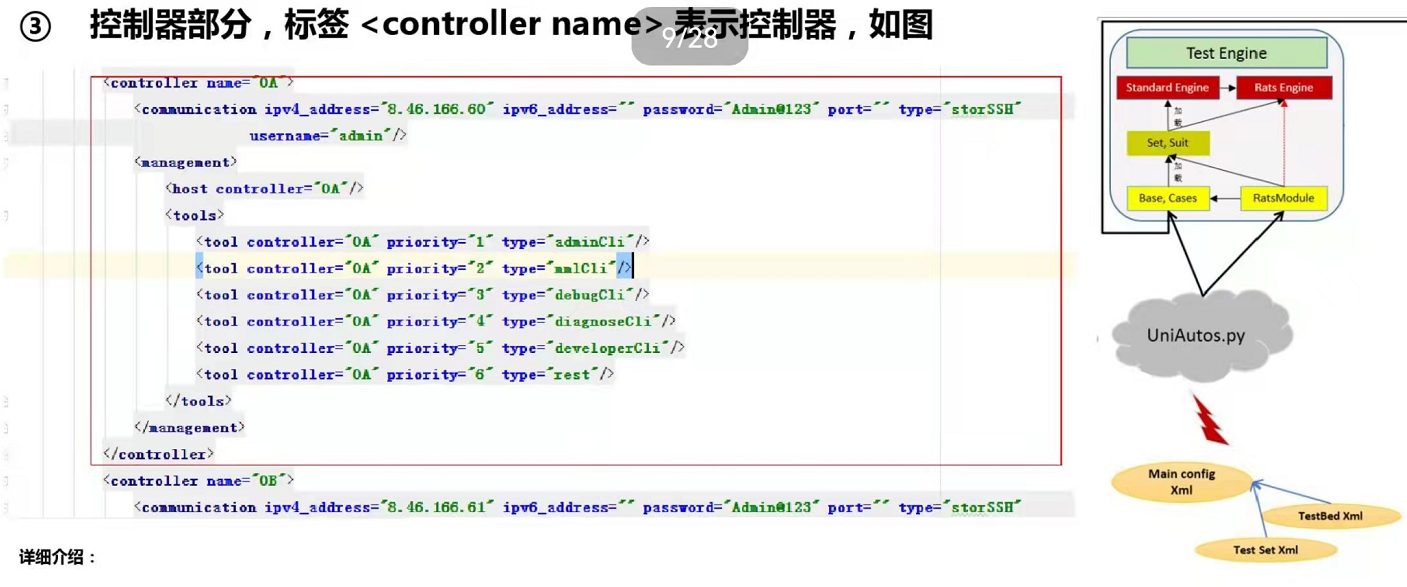 ③ 控制器部分，标签 <controller name> 表示控制器，如图
9/28
<controller name="0A">
<communication ipv4_address="8.46.166.60" ipv6_address="" password="Admin@123" port="" type="storSSH"
username="admin"/>
<management>
<host controller="0A"/>
<tools>
<tool controller="0A" priority="1" type="adminCli"/>
<tool controller="0A" priority="2" type="mmlCli"/>
<tool controller="0A" priority="3" type="debugCli"/>
<tool controller="0A" priority="4" type="diagnoseCli"/>
<tool controller="0A" priority="5" type="developerCli"/>
<tool controller="0A" priority="6" type="rest"/>
</tools>
</management>
</controller>
<controller name="0B">
<communication ipv4_address="8.46.166.61" ipv6_address="" password="Admin@123" port="" type="storSSH"
详细介绍：
Test Engine
Standard Engine
Rats Engine
加载
Set, Suit
加载
Base, Cases
RatsModule
UniAutos.py
Main config
Xml
TestBed Xml
Test Set Xml